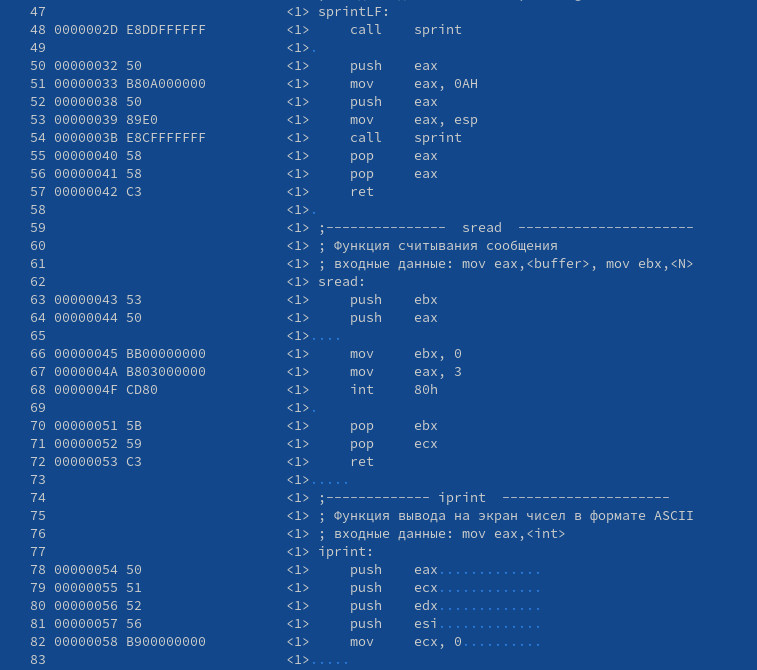 47                              <1> sprintLF:
48 0000002D E8DDFFFFFF          <1>     call    sprint
49                              <1>.
50 00000032 50                  <1>     push    eax
51 00000033 B80A000000          <1>     mov     eax, 0AH
52 00000038 50                  <1>     push    eax
53 00000039 89E0                <1>     mov     eax, esp
54 0000003B E8CFFFFFFF          <1>     call    sprint
55 00000040 58                  <1>     pop     eax
56 00000041 58                  <1>     pop     eax
57 00000042 C3                  <1>     ret
58                              <1>.
59                              <1> ;---------------  sread  ----------------------
60                              <1> ; Функция считывания сообщения
61                              <1> ; входные данные: mov eax,<buffer>, mov ebx,<N>
62                              <1> sread:
63 00000043 53                  <1>     push    ebx
64 00000044 50                  <1>     push    eax
65                              <1>....
66 00000045 BB00000000          <1>     mov     ebx, 0
67 0000004A B803000000          <1>     mov     eax, 3
68 0000004F CD80                <1>     int     80h
69                              <1>.
70 00000051 5B                  <1>     pop     ebx
71 00000052 59                  <1>     pop     ecx
72 00000053 C3                  <1>     ret
73                              <1>.....
74                              <1> ;------------- iprint  ---------------------
75                              <1> ; Функция вывода на экран чисел в формате ASCII
76                              <1> ; входные данные: mov eax,<int>
77                              <1> iprint:
78 00000054 50                  <1>     push    eax.............
79 00000055 51                  <1>     push    ecx.............
80 00000056 52                  <1>     push    edx.............
81 00000057 56                  <1>     push    esi.............
82 00000058 B900000000          <1>     mov     ecx, 0..........
83                              <1>.....